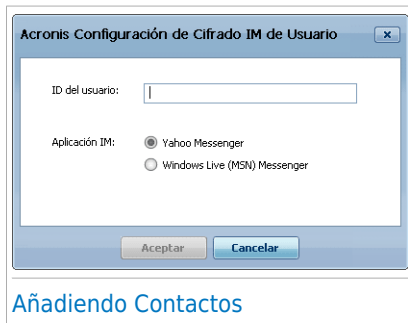 Acronis Configuración de Cifrado IM de Usuario
ID del usuario:
Aplicación IM:
Yahoo Messenger
Windows Live (MSN) Messenger
Aceptar
Cancelar
Añadiendo Contactos